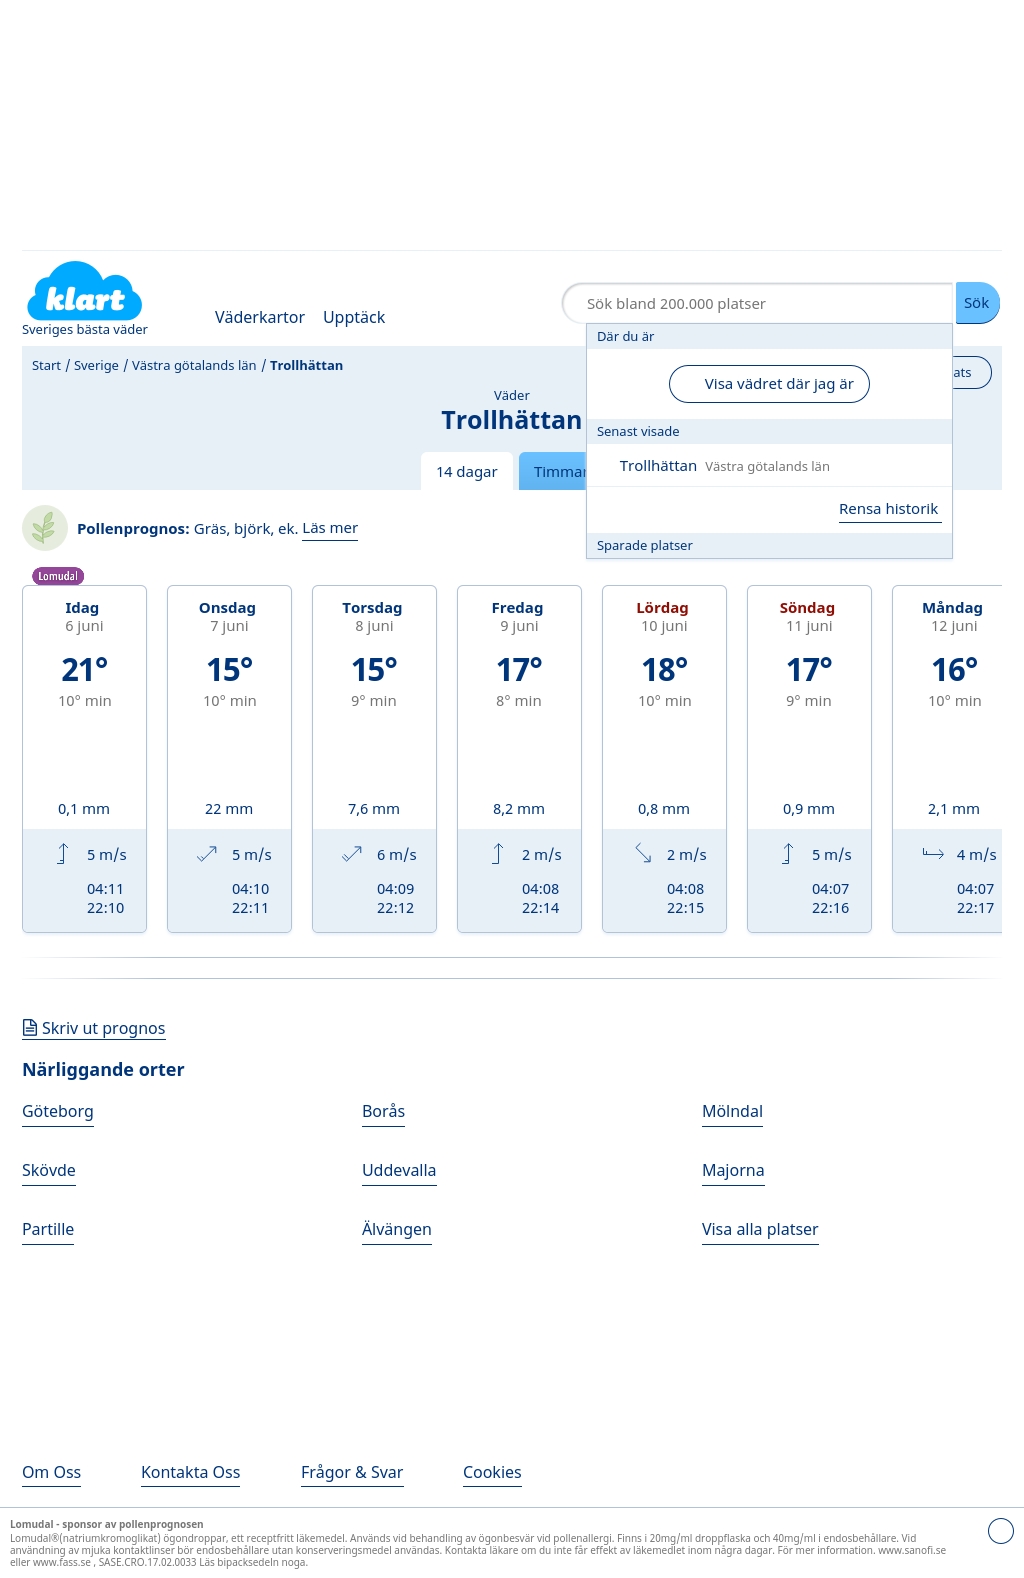 klart
Sveriges bästa väder
Väderkartor Upptäck
Sök bland 200.000 platser
Sök
Där du är
Visa vädret där jag är
Senast visade
Trollhättan Västra götalands län
Rensa historik
Sparade platser
Start / Sverige / Västra götalands län / Trollhättan
Väder
Trollhättan
14 dagar
Pollenprognos: Gräs, björk, ek. Läs mer
Lomudal
Idag Onsdag Torsdag Fredag Lördag Söndag Måndag
6 juni 7 juni 8 juni 9 juni 10 juni 11 juni 12 juni
21° 15° 15° 17° 18° 17° 16°
10° min 10° min 9° min 8° min 10° min 9° min 10° min
0,1 mm 22 mm 7,6 mm 8,2 mm 0,8 mm 0,9 mm 2,1 mm
5 m/s 5 m/s 6 m/s 2 m/s 2 m/s 5 m/s 4 m/s
04:11 04:10 04:09 04:08 04:08 04:07 04:07
22:10 22:11 22:12 22:14 22:15 22:16 22:17
Skriv ut prognos
Närliggande orter
Göteborg Borås Mölndal
Skövde Uddevalla Majorna
Partille Älvängen Visa alla platser
Om Oss Kontakta Oss Frågor & Svar Cookies
Lomudal - sponsor av pollenprognosen
Lomudal®(natriumkromoglikat) ögondroppar, ett receptfritt läkemedel. Används vid behandling av ögonbesvär vid pollenallergi. Finns i 20mg/ml droppflaska och 40mg/ml i endosbehållare. Vid
användning av mjuka kontaktlinser bör endosbehållare utan konserveringsmedel användas. Kontakta läkare om du inte får effekt av läkemedlet inom några dagar. För mer information. www.sanofi.se
eller www.fass.se , SASE.CRO.17.02.0033 Läs bipacksedeln noga.